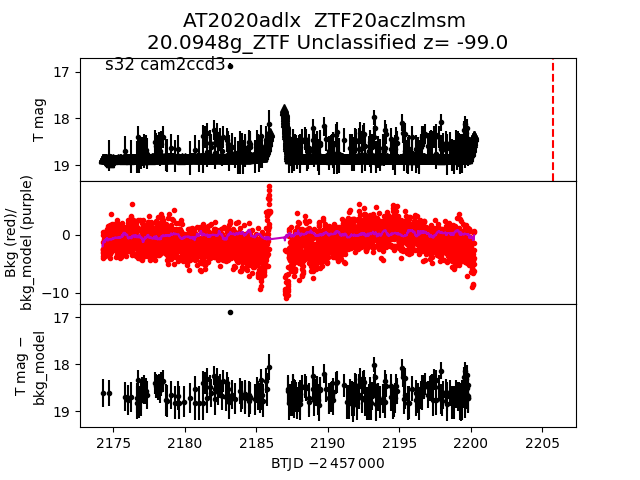 AT2020adlx  ZTF20aczlmsm
20.0948g_ZTF Unclassified z= -99.0
s32 cam2ccd3
17
18
19
T mag
0
−10
Bkg (red)/
bkg_model (purple)
17
18
19
T mag −
bkg_model
2175 2180 2185 2190 2195 2200 2205
BTJD −2 457 000